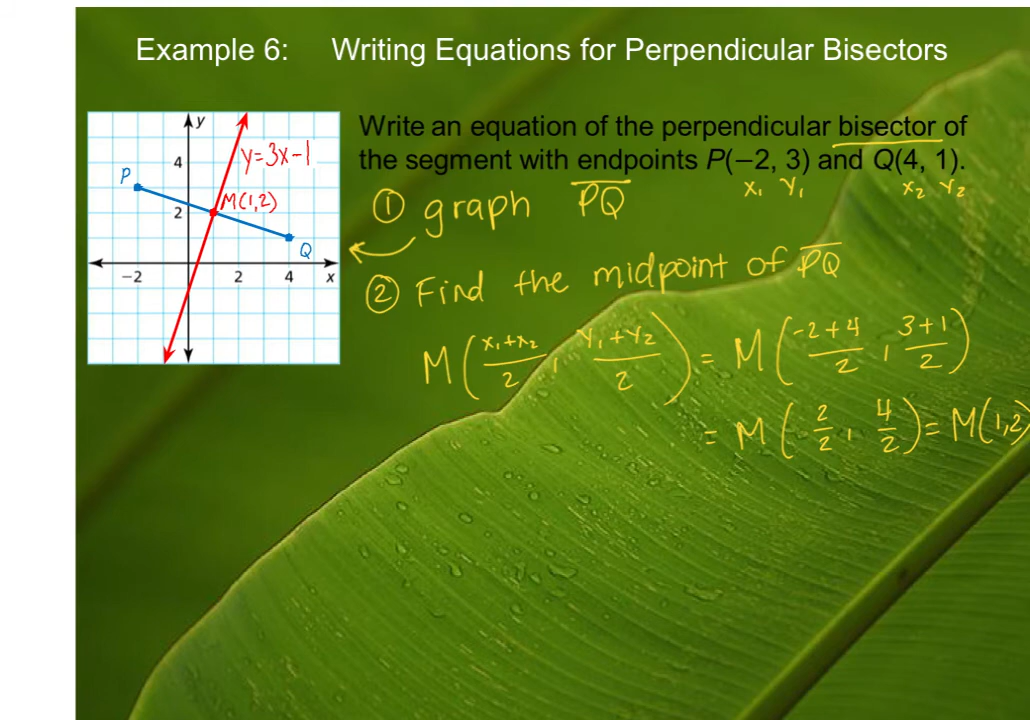 Example 6: Writing Equations for Perpendicular Bisectors
Write an equation of the perpendicular bisector of
the segment with endpoints P(−2, 3) and Q(4, 1).
x₁ y₁ x₂ y₂
① graph P̅Q̅
② Find the midpoint of P̅Q̅
M(x₁+x₂/2, y₁+y₂/2) = M(-2+4/2, 3+1/2)
= M(2/2, 4/2) = M(1,2)
y
y=3x-1
4
P
M(1,2)
2
Q
−2 2 4 x